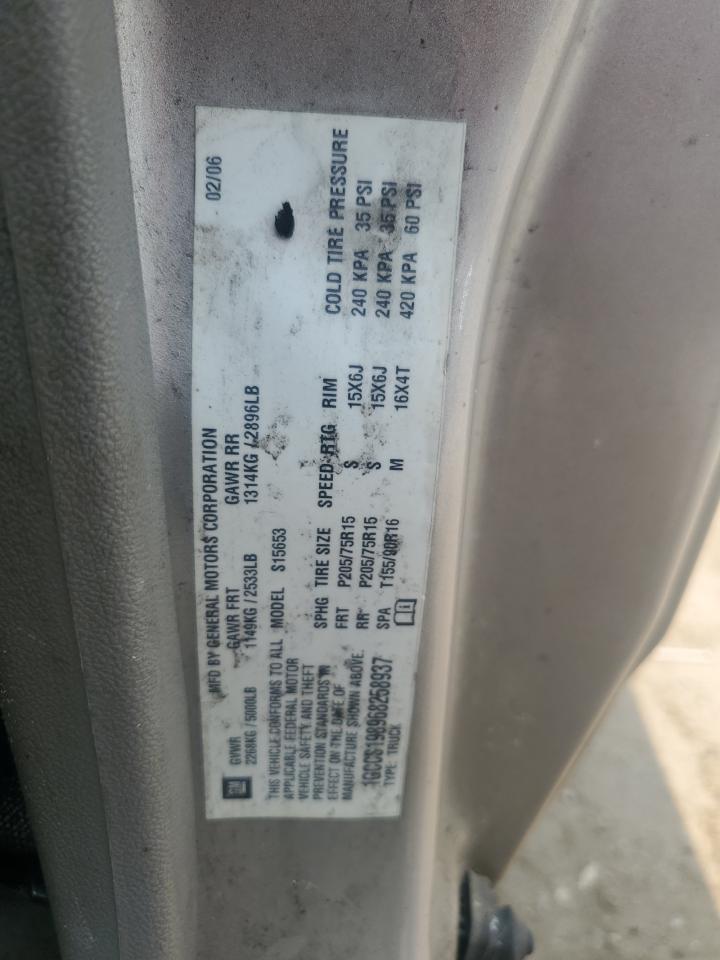 MFD BY GENERAL MOTORS CORPORATION 02/06
GM
GVWR GAWR FRT GAWR RR
2268KG/5000LB 1149KG/2533LB 1314KG/2896LB
THIS VEHICLE CONFORMS TO ALL
APPLICABLE FEDERAL MOTOR
VEHICLE SAFETY AND THEFT
PREVENTION STANDARDS IN
EFFECT ON THE DATE OF
MANUFACTURE SHOWN ABOVE.
1GCCS198968258937
TYPE TRUCK
MODEL S15653
SPHG TIRE SIZE SPEED RTG RIM COLD TIRE PRESSURE
FRT P205/75R15 S 15X6J 240 KPA 35 PSI
RR P205/75R15 S 15X6J 240 KPA 35 PSI
SPA T155/90R16 M 16X4T 420 KPA 60 PSI